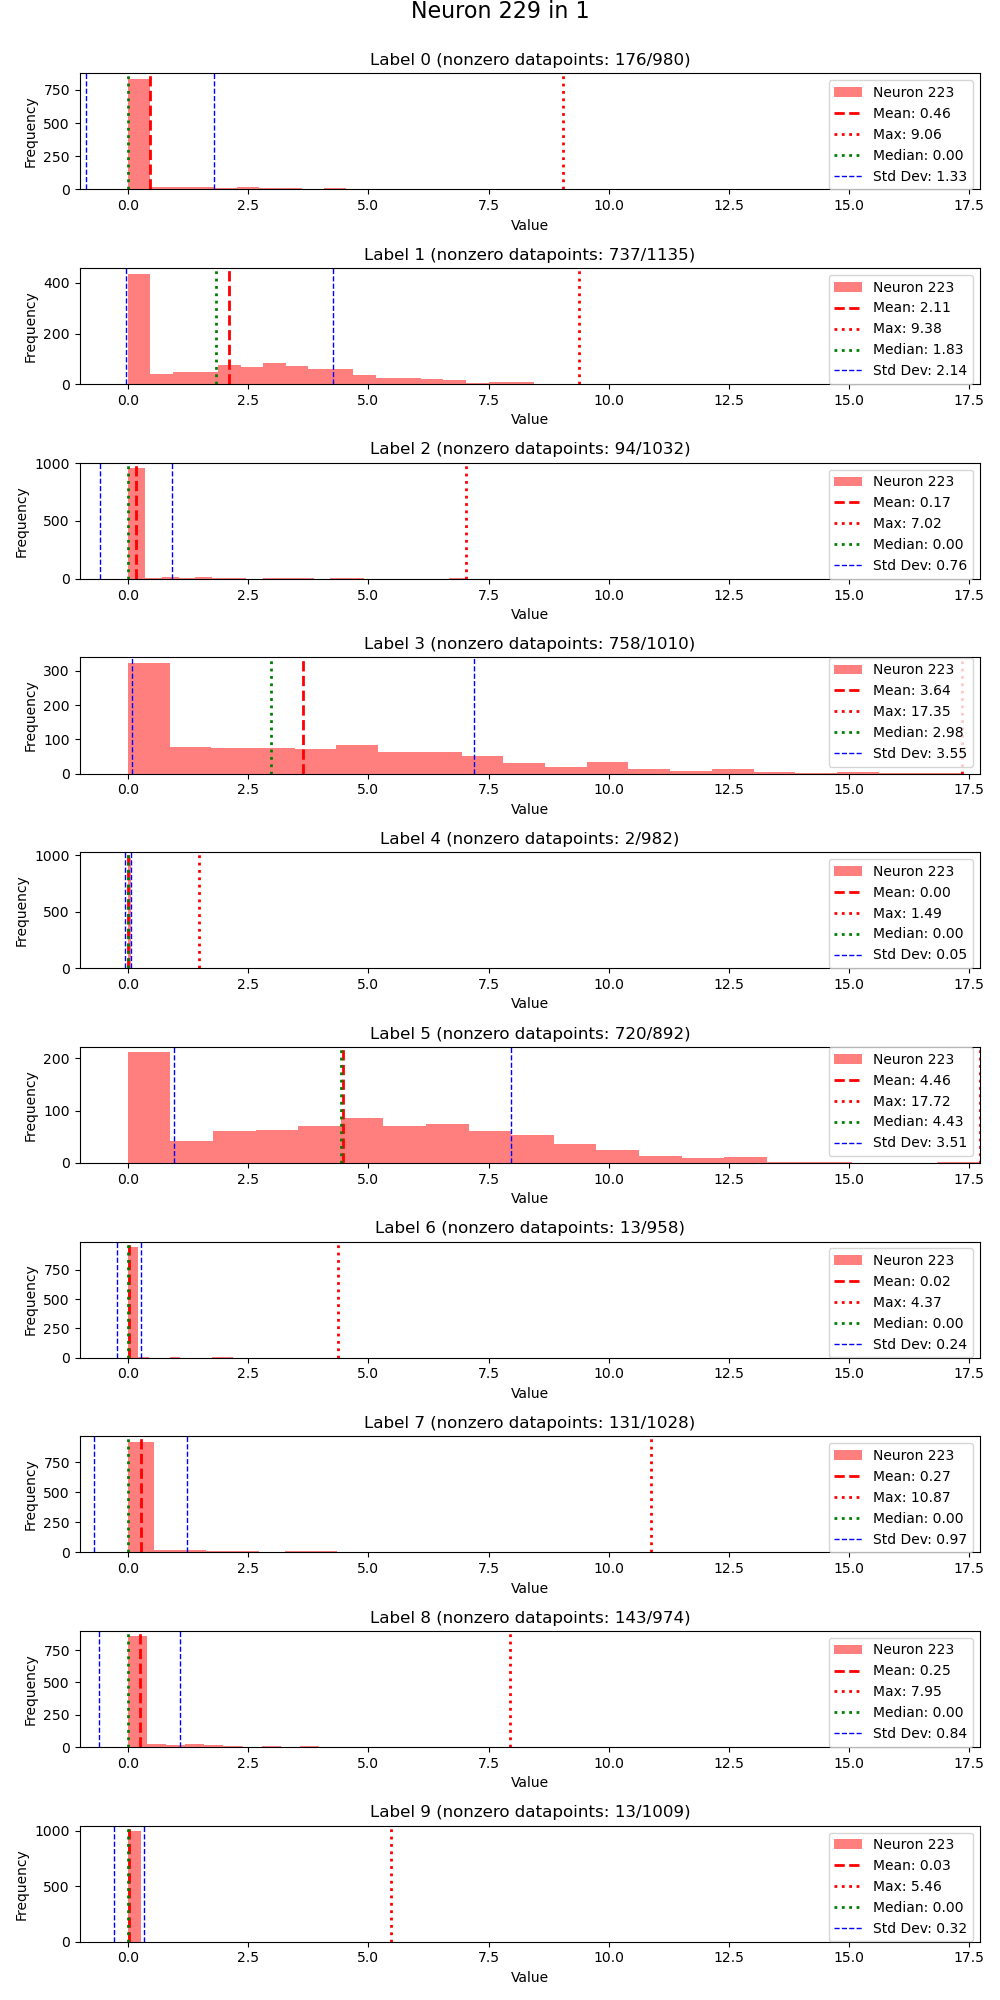 Neuron 229 in 1
Label 0 (nonzero datapoints: 176/980)
Frequency
750
500
250
0
Neuron 223
Mean: 0.46
Max: 9.06
Median: 0.00
Std Dev: 1.33
0.0 2.5 5.0 7.5 10.0 12.5 15.0 17.5
Value
Label 1 (nonzero datapoints: 737/1135)
Frequency
400
200
0
Neuron 223
Mean: 2.11
Max: 9.38
Median: 1.83
Std Dev: 2.14
0.0 2.5 5.0 7.5 10.0 12.5 15.0 17.5
Value
Label 2 (nonzero datapoints: 94/1032)
Frequency
1000
500
0
Neuron 223
Mean: 0.17
Max: 7.02
Median: 0.00
Std Dev: 0.76
0.0 2.5 5.0 7.5 10.0 12.5 15.0 17.5
Value
Label 3 (nonzero datapoints: 758/1010)
Frequency
300
200
100
0
Neuron 223
Mean: 3.64
Max: 17.35
Median: 2.98
Std Dev: 3.55
0.0 2.5 5.0 7.5 10.0 12.5 15.0 17.5
Value
Label 4 (nonzero datapoints: 2/982)
Frequency
1000
500
0
Neuron 223
Mean: 0.00
Max: 1.49
Median: 0.00
Std Dev: 0.05
0.0 2.5 5.0 7.5 10.0 12.5 15.0 17.5
Value
Label 5 (nonzero datapoints: 720/892)
Frequency
200
100
0
Neuron 223
Mean: 4.46
Max: 17.72
Median: 4.43
Std Dev: 3.51
0.0 2.5 5.0 7.5 10.0 12.5 15.0 17.5
Value
Label 6 (nonzero datapoints: 13/958)
Frequency
750
500
250
0
Neuron 223
Mean: 0.02
Max: 4.37
Median: 0.00
Std Dev: 0.24
0.0 2.5 5.0 7.5 10.0 12.5 15.0 17.5
Value
Label 7 (nonzero datapoints: 131/1028)
Frequency
750
500
250
0
Neuron 223
Mean: 0.27
Max: 10.87
Median: 0.00
Std Dev: 0.97
0.0 2.5 5.0 7.5 10.0 12.5 15.0 17.5
Value
Label 8 (nonzero datapoints: 143/974)
Frequency
750
500
250
0
Neuron 223
Mean: 0.25
Max: 7.95
Median: 0.00
Std Dev: 0.84
0.0 2.5 5.0 7.5 10.0 12.5 15.0 17.5
Value
Label 9 (nonzero datapoints: 13/1009)
Frequency
1000
500
0
Neuron 223
Mean: 0.03
Max: 5.46
Median: 0.00
Std Dev: 0.32
0.0 2.5 5.0 7.5 10.0 12.5 15.0 17.5
Value